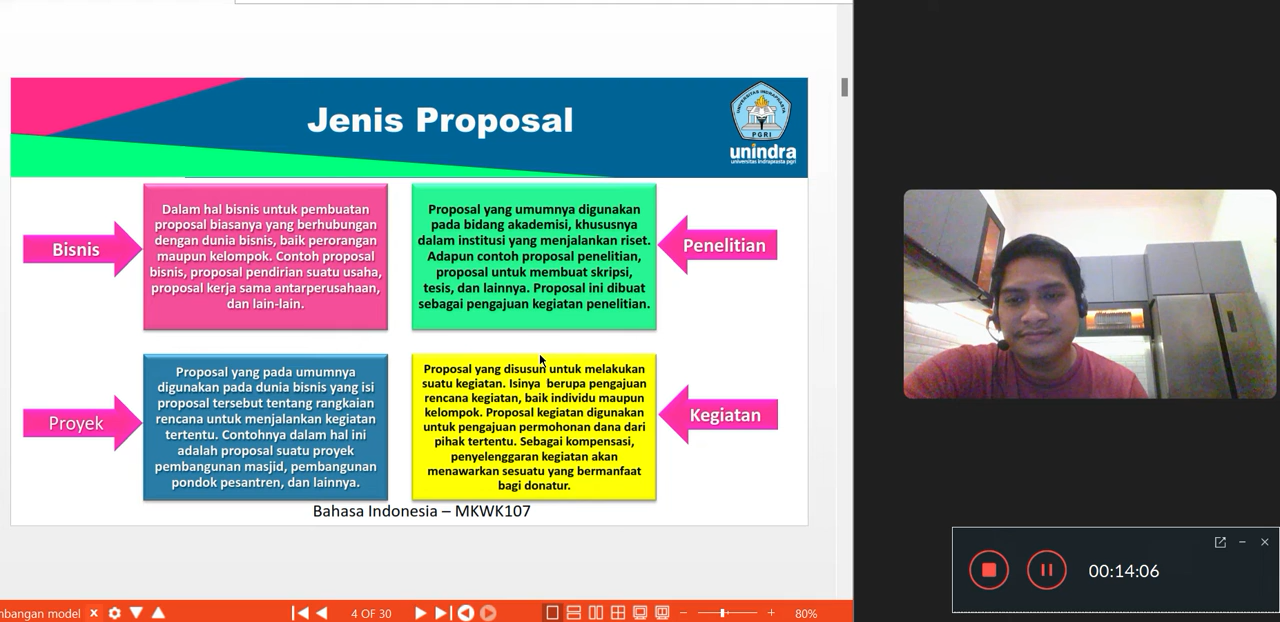 Jenis Proposal
UNIVERSITAS INDRAPRASTA
PGRI
unindra
universitas indraprasta pgri
Bisnis
Dalam hal bisnis untuk pembuatan
proposal biasanya yang berhubungan
dengan dunia bisnis, baik perorangan
maupun kelompok. Contoh proposal
bisnis, proposal pendirian suatu usaha,
proposal kerja sama antarperusahaan,
dan lain-lain.
Proposal yang umumnya digunakan
pada bidang akademisi, khususnya
dalam institusi yang menjalankan riset.
Adapun contoh proposal penelitian,
proposal untuk membuat skripsi,
tesis, dan lainnya. Proposal ini dibuat
sebagai pengajuan kegiatan penelitian.
Penelitian
Proyek
Proposal yang pada umumnya
digunakan pada dunia bisnis yang isi
proposal tersebut tentang rangkaian
rencana untuk menjalankan kegiatan
tertentu. Contohnya dalam hal ini
adalah proposal suatu proyek
pembangunan masjid, pembangunan
pondok pesantren, dan lainnya.
Proposal yang disusun untuk melakukan
suatu kegiatan. Isinya berupa pengajuan
rencana kegiatan, baik individu maupun
kelompok. Proposal kegiatan digunakan
untuk pengajuan permohonan dana dari
pihak tertentu. Sebagai kompensasi,
penyelenggaran kegiatan akan
menawarkan sesuatu yang bermanfaat
bagi donatur.
Kegiatan
Bahasa Indonesia – MKWK107
00:14:06
mbangan model
4 OF 30
80%